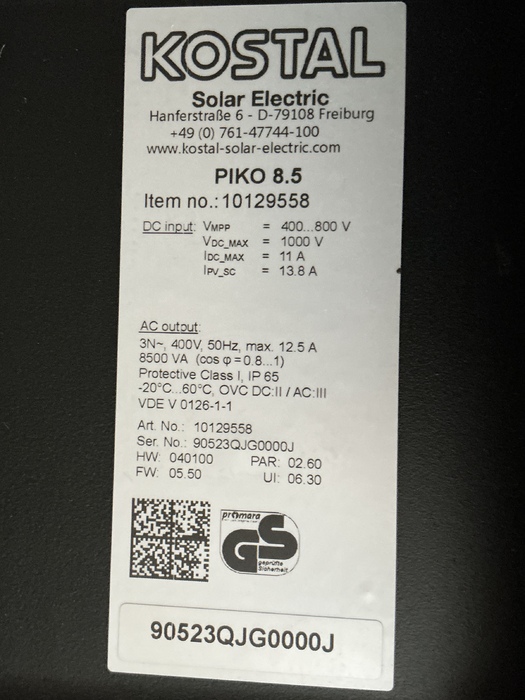 KOSTAL
Solar Electric
Hanferstraße 6 - D-79108 Freiburg
+49 (0) 761-47744-100
www.kostal-solar-electric.com
PIKO 8.5
Item no.: 10129558
DC input: VMPP = 400...800 V
VDC_MAX = 1000 V
IDC_MAX = 11 A
IPV_SC = 13.8 A
AC output:
3N~, 400V, 50Hz, max. 12.5 A
8500 VA (cos φ = 0.8...1)
Protective Class I, IP 65
-20°C...60°C, OVC DC:II / AC:III
VDE V 0126-1-1
Art. No.: 10129558
Ser. No.: 90523QJG0000J
HW: 040100 PAR: 02.60
FW: 05.50 UI: 06.30
primara
GS
geprüfte
Sicherheit
90523QJG0000J